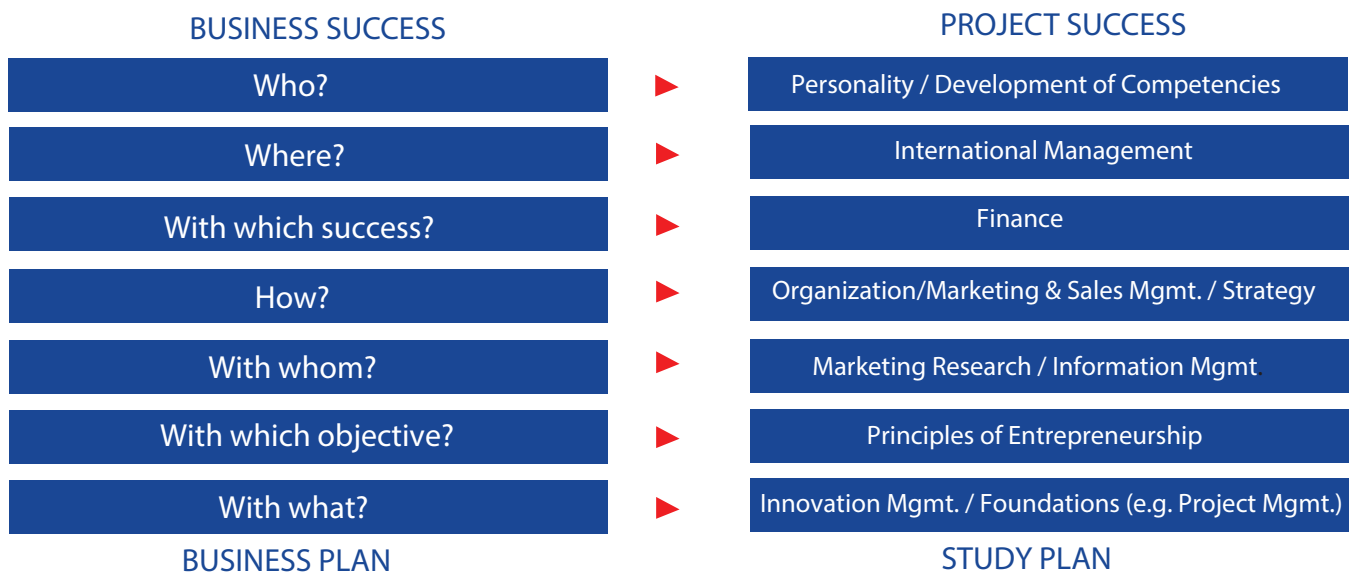 BUSINESS SUCCESS
PROJECT SUCCESS
Who?
Personality / Development of Competencies
Where?
International Management
With which success?
Finance
How?
Organization/Marketing & Sales Mgmt. / Strategy
With whom?
Marketing Research / Information Mgmt.
With which objective?
Principles of Entrepreneurship
With what?
Innovation Mgmt. / Foundations (e.g. Project Mgmt.)
BUSINESS PLAN
STUDY PLAN